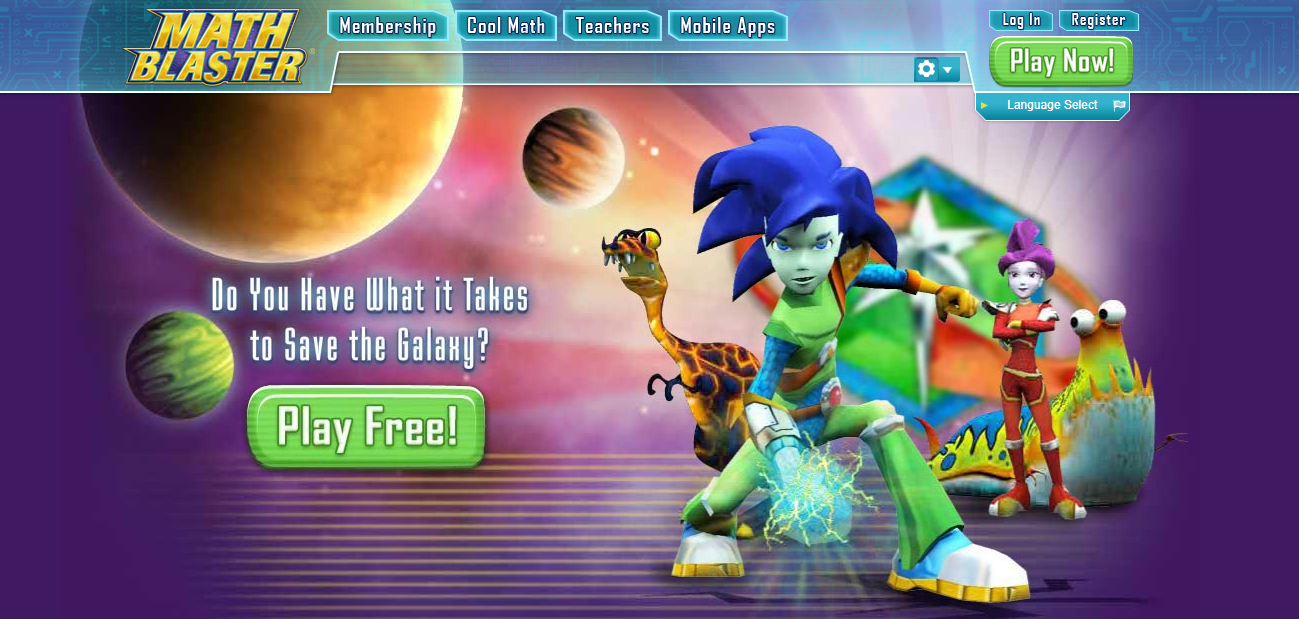 MATH
BLASTER®
Membership
Cool Math
Teachers
Mobile Apps
Log In
Register
Play Now!
Language Select
Do You Have What it Takes
to Save the Galaxy?
Play Free!